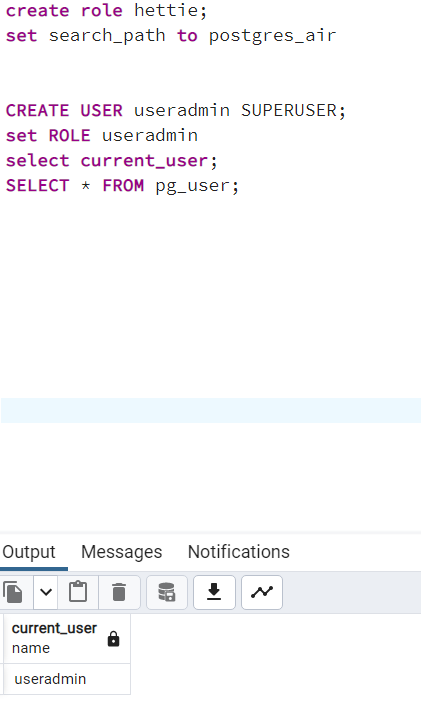 create role hettie;
set search_path to postgres_air
CREATE USER useradmin SUPERUSER;
set ROLE useradmin
select current_user;
SELECT * FROM pg_user;
Output Messages Notifications
current_user
name
useradmin